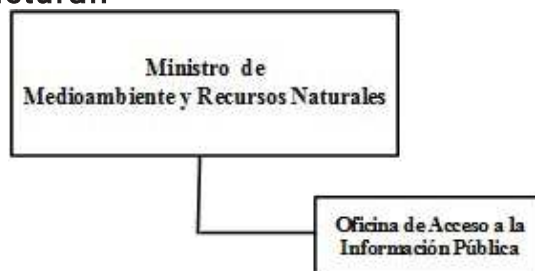 Ministro de
Medioambiente y Recursos Naturales
Oficina de Acceso a la
Información Pública